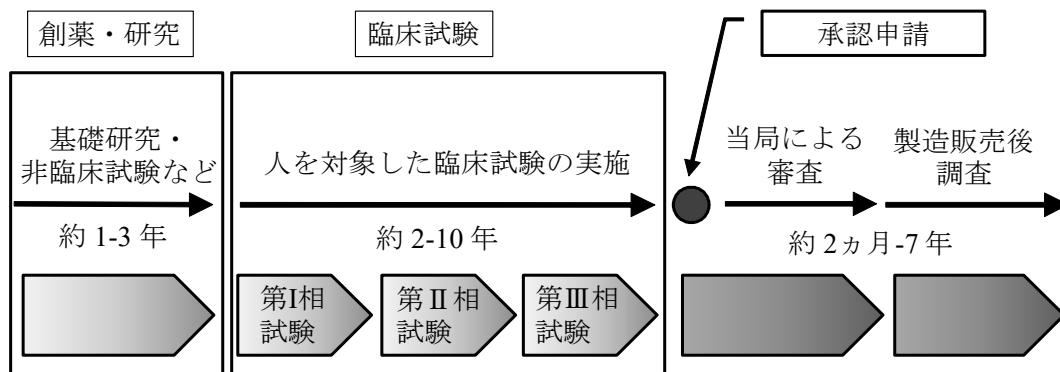 創薬・研究
臨床試験
承認申請
基礎研究・
非臨床試験など
人を対象した臨床試験の実施
当局による
審査
製造販売後
調査
約 1-3 年
約 2-10 年
約 2ヵ月-7 年
第Ⅰ相
試験
第Ⅱ相
試験
第Ⅲ相
試験